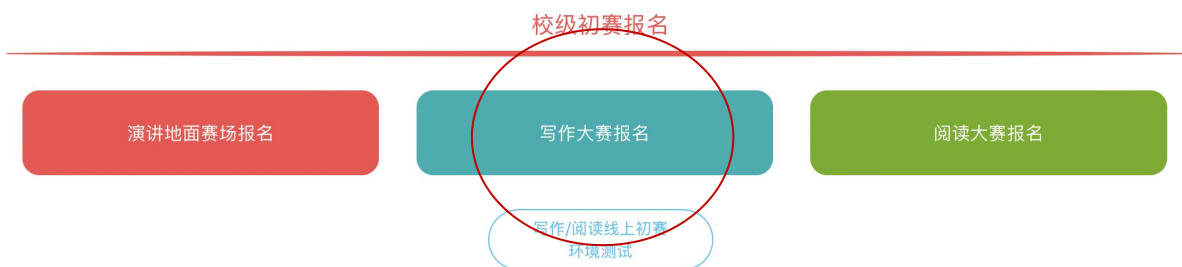 校级初赛报名
演讲地面赛场报名
写作大赛报名
阅读大赛报名
写作/阅读线上初赛
环境测试